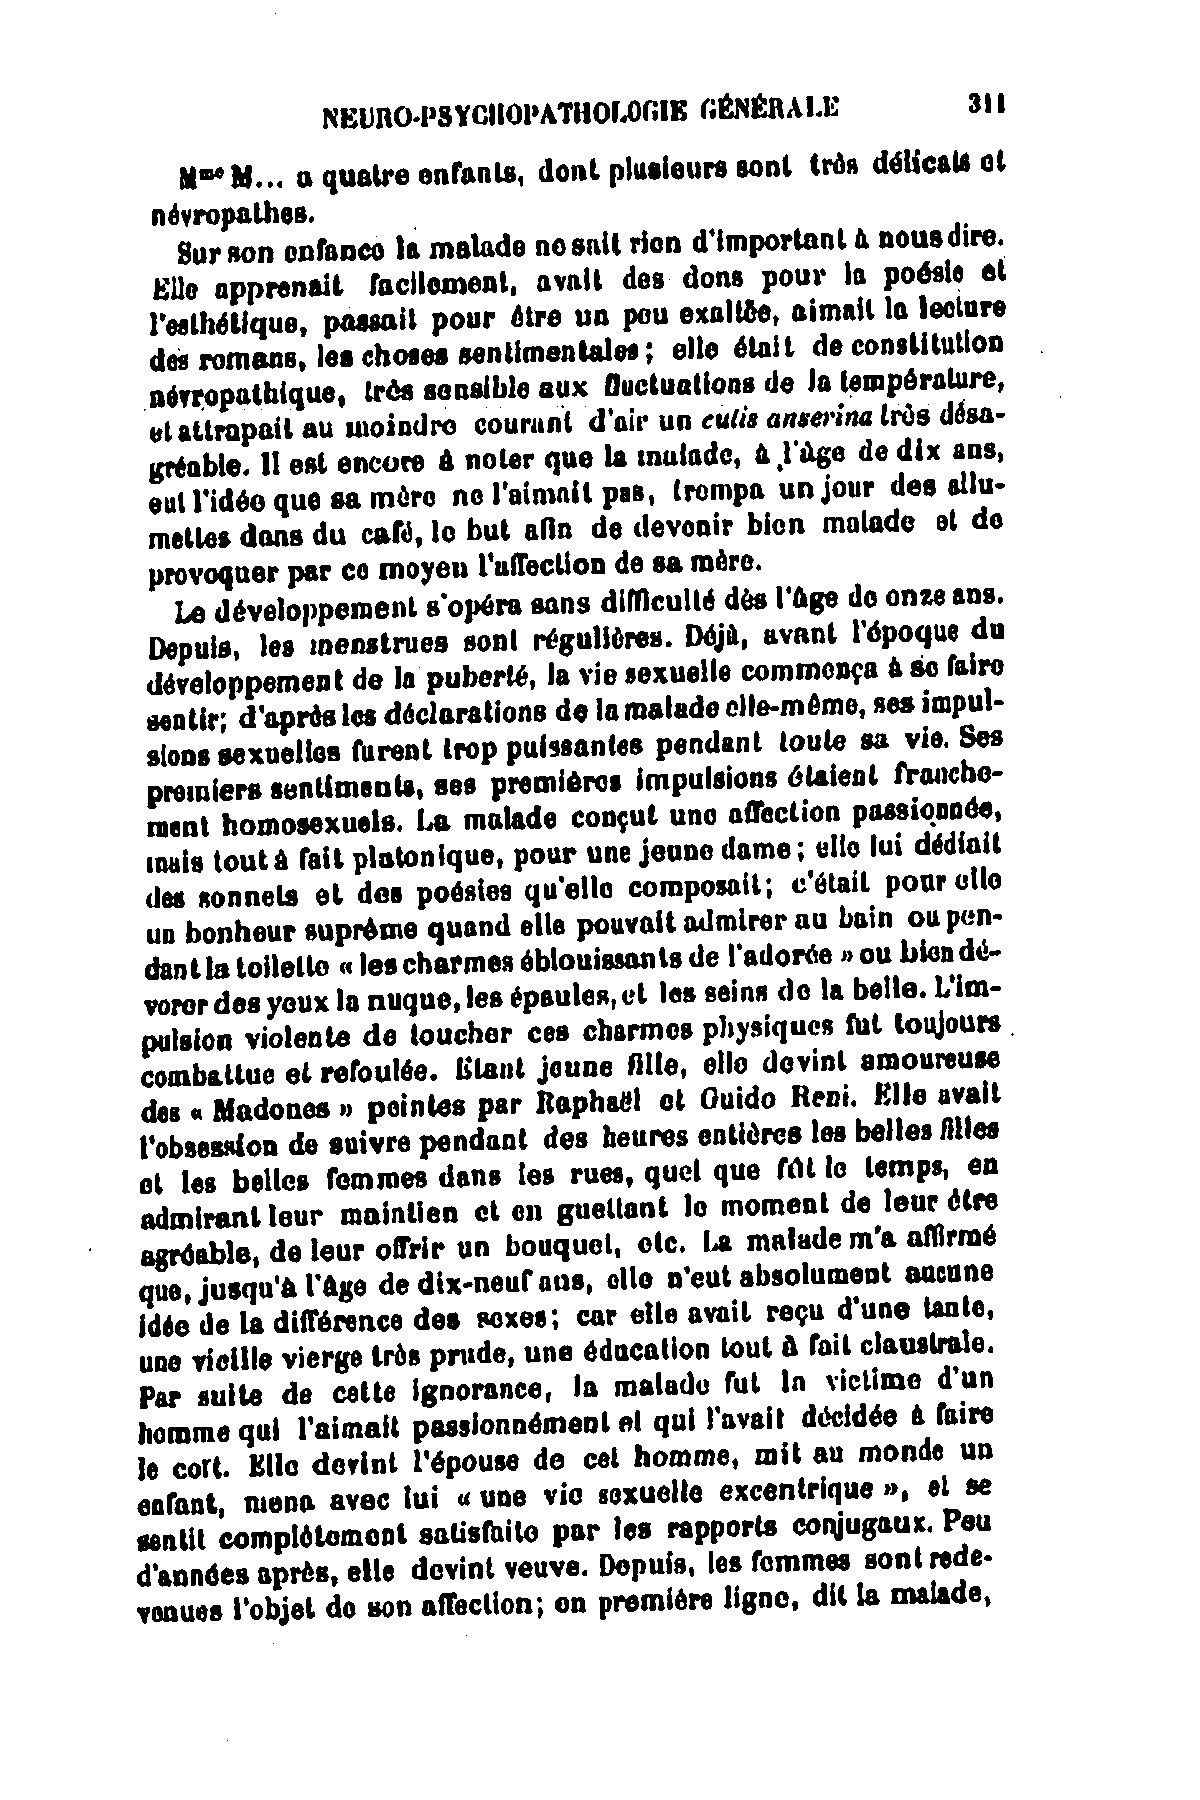 NEURO-PSYCHOPATHOLOGIE GÉNÉRALE 311
Mme M... a quatre enfants, dont plusieurs sont très délicats et
névropathes.
Sur son enfance la malade ne sait rien d'important à nous dire.
Elle apprenait facilement, avait des dons pour la poésie et
l'esthétique, passait pour être un peu exaltée, aimait la lecture
des romans, les choses sentimentales; elle était de constitution
névropathique, très sensible aux fluctuations de la température,
et attrapait au moindre courant d'air un cutis anserina très désa-
gréable. Il est encore à noter que la malade, à l'âge de dix ans,
eut l'idée que sa mère ne l'aimait pas, trempa un jour des allu-
mettes dans du café, le but afin de devenir bien malade et de
provoquer par ce moyen l'affection de sa mère.
Le développement s'opéra sans difficulté dès l'âge de onze ans.
Depuis, les menstrues sont régulières. Déjà, avant l'époque du
développement de la puberté, la vie sexuelle commença à se faire
sentir; d'après les déclarations de la malade elle-même, ses impul-
sions sexuelles furent trop puissantes pendant toute sa vie. Ses
premiers sentiments, ses premières impulsions étaient franche-
ment homosexuels. La malade conçut une affection passionnée,
mais tout à fait platonique, pour une jeune dame; elle lui dédiait
des sonnets et des poésies qu'elle composait; c'était pour elle
un bonheur suprême quand elle pouvait admirer au bain ou pen-
dant la toilette « les charmes éblouissants de l'adorée » ou bien dé-
vorer des yeux la nuque, les épaules, et les seins de la belle. L'im-
pulsion violente de toucher ces charmes physiques fut toujours
combattue et refoulée. Etant jeune fille, elle devint amoureuse
des « Madones » peintes par Raphaël et Guido Reni. Elle avait
l'obsession de suivre pendant des heures entières les belles filles
et les belles femmes dans les rues, quel que fût le temps, en
admirant leur maintien et en guettant le moment de leur être
agréable, de leur offrir un bouquet, etc. La malade m'a affirmé
que, jusqu'à l'âge de dix-neuf ans, elle n'eut absolument aucune
idée de la différence des sexes; car elle avait reçu d'une tante,
une vieille vierge très prude, une éducation tout à fait claustrale.
Par suite de cette ignorance, la malade fut la victime d'un
homme qui l'aimait passionnément et qui l'avait décidée à faire
le cort. Elle devint l'épouse de cet homme, mit au monde un
enfant, mena avec lui « une vie sexuelle excentrique », et se
sentit complètement satisfaite par les rapports conjugaux. Peu
d'années après, elle devint veuve. Depuis, les femmes sont rede-
venues l'objet de son affection; en première ligne, dit la malade,